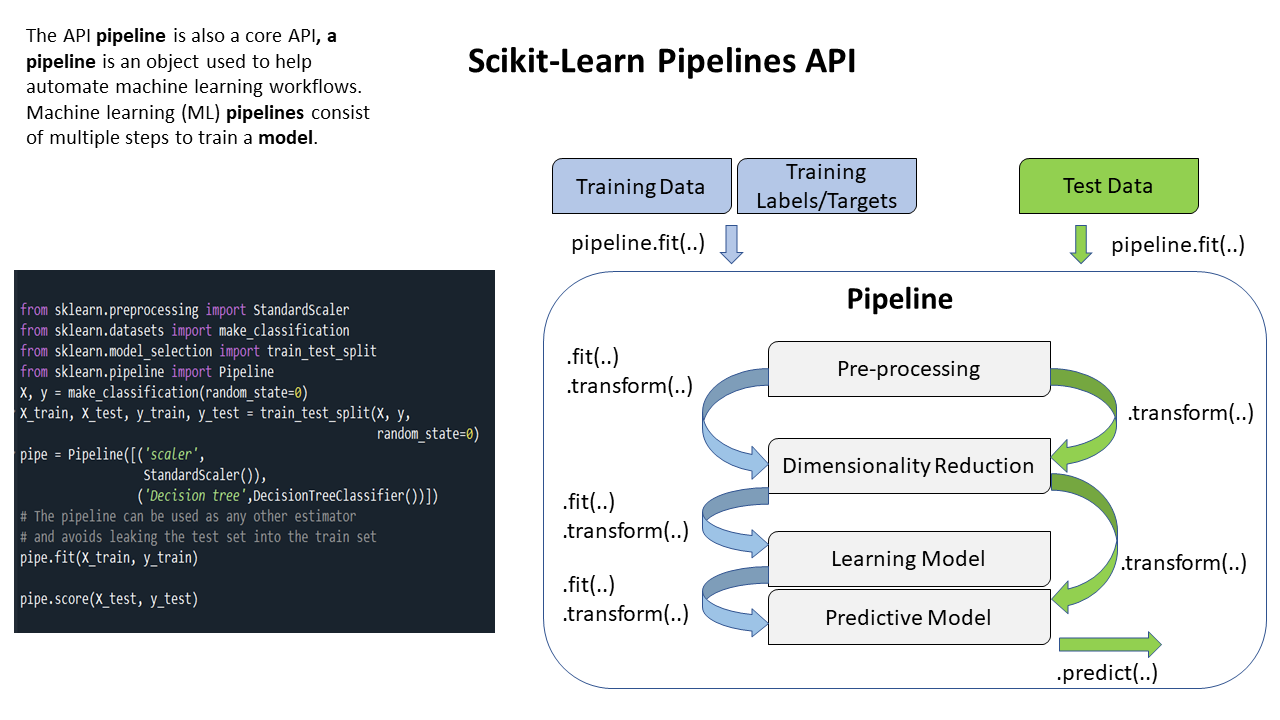 The API pipeline is also a core API, a
pipeline is an object used to help
automate machine learning workflows.
Machine learning (ML) pipelines consist
of multiple steps to train a model.
Scikit-Learn Pipelines API
Training Data
Training
Labels/Targets
Test Data
pipeline.fit(..)
pipeline.fit(..)
from sklearn.preprocessing import StandardScaler
from sklearn.datasets import make_classification
from sklearn.model_selection import train_test_split
from sklearn.pipeline import Pipeline
X, y = make_classification(random_state=0)
X_train, X_test, y_train, y_test = train_test_split(X, y,
random_state=0)
pipe = Pipeline([('scaler',
StandardScaler()),
('Decision tree',DecisionTreeClassifier())])
# The pipeline can be used as any other estimator
# and avoids leaking the test set into the train set
pipe.fit(X_train, y_train)
pipe.score(X_test, y_test)
Pipeline
.fit(..)
.transform(..)
Pre-processing
.transform(..)
Dimensionality Reduction
.fit(..)
.transform(..)
Learning Model
.transform(..)
.fit(..)
.transform(..)
Predictive Model
.predict(..)